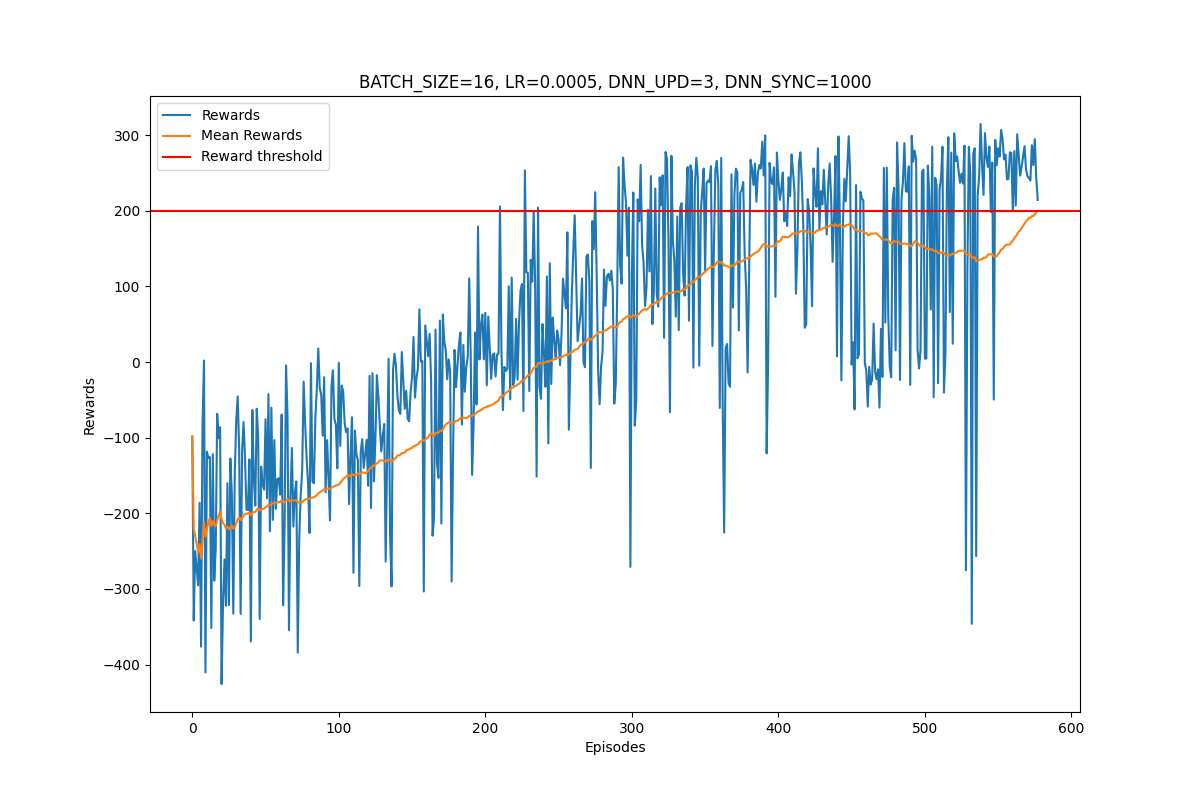 BATCH_SIZE=16, LR=0.0005, DNN_UPD=3, DNN_SYNC=1000
Rewards
Mean Rewards
Reward threshold
300
200
100
0
−100
−200
−300
−400
Rewards
0 100 200 300 400 500 600
Episodes